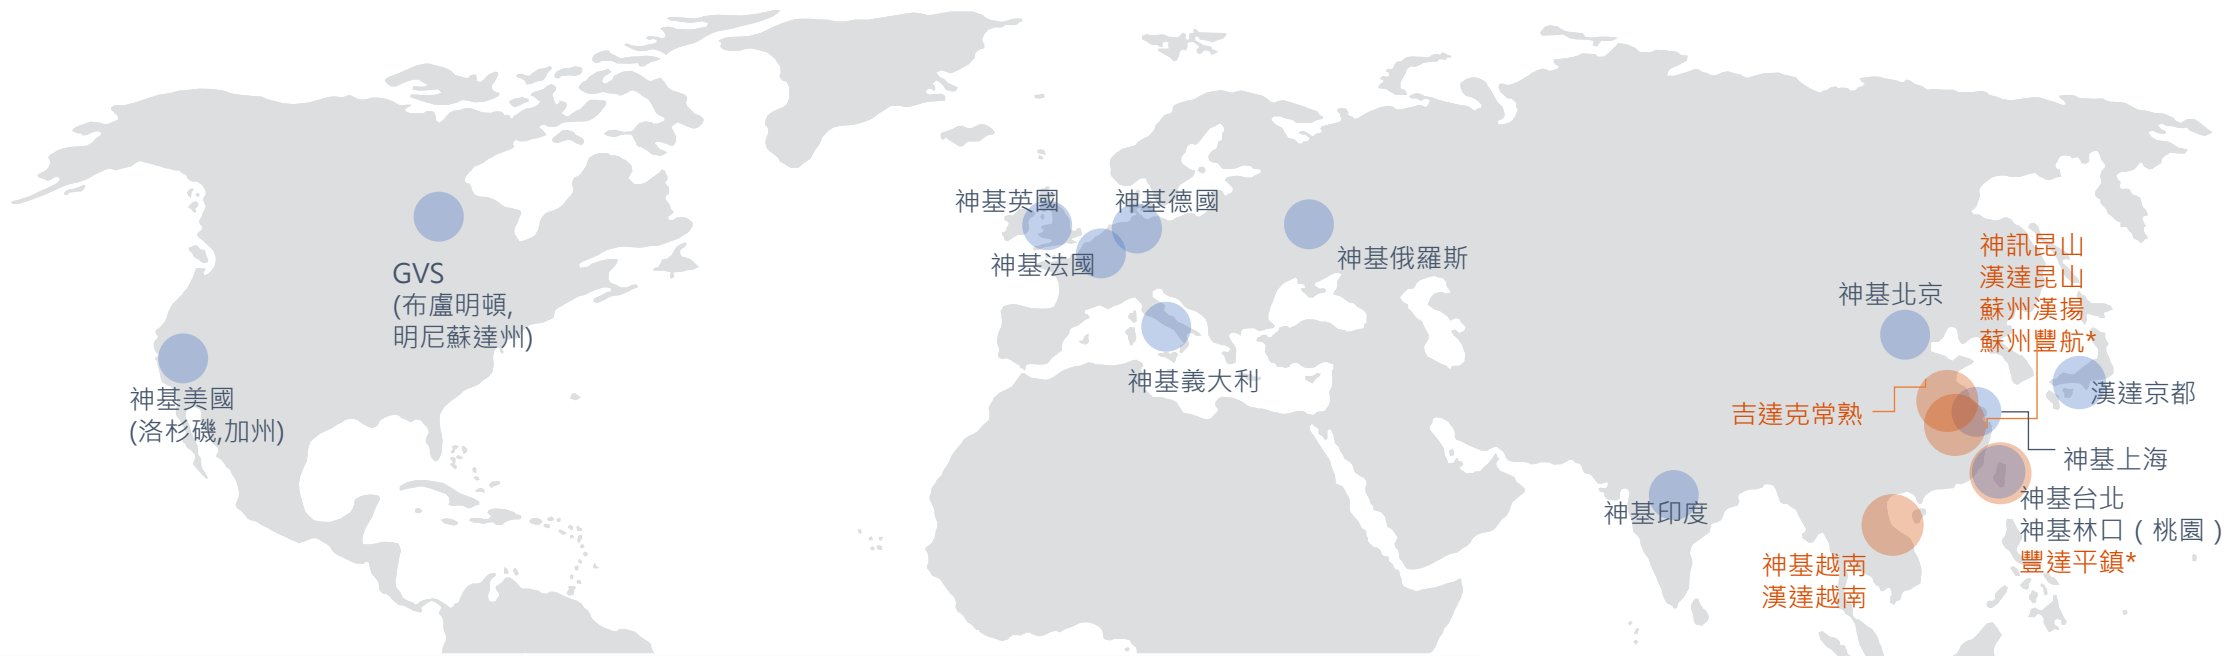 神基英國
神基德國
神基法國
神基俄羅斯
GVS
(布盧明頓,
明尼蘇達州)
神基美國
(洛杉磯,加州)
神基義大利
神訊昆山
漢達昆山
蘇州漢揚
蘇州豐航*
神基北京
漢達京都
吉達克常熟
神基上海
神基印度
神基台北
神基林口 ( 桃園 )
豐達平鎮*
神基越南
漢達越南